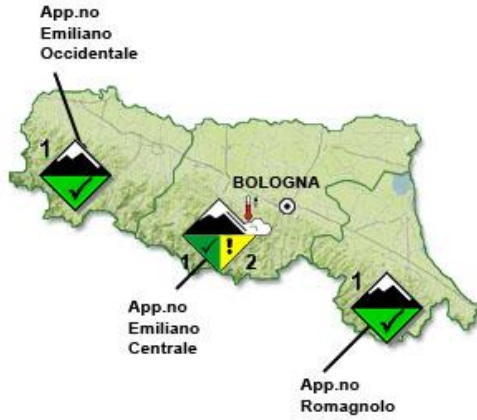 App.no
Emiliano
Occidentale
1
BOLOGNA
!
1
2
1
App.no
Emiliano
Centrale
App.no
Romagnolo